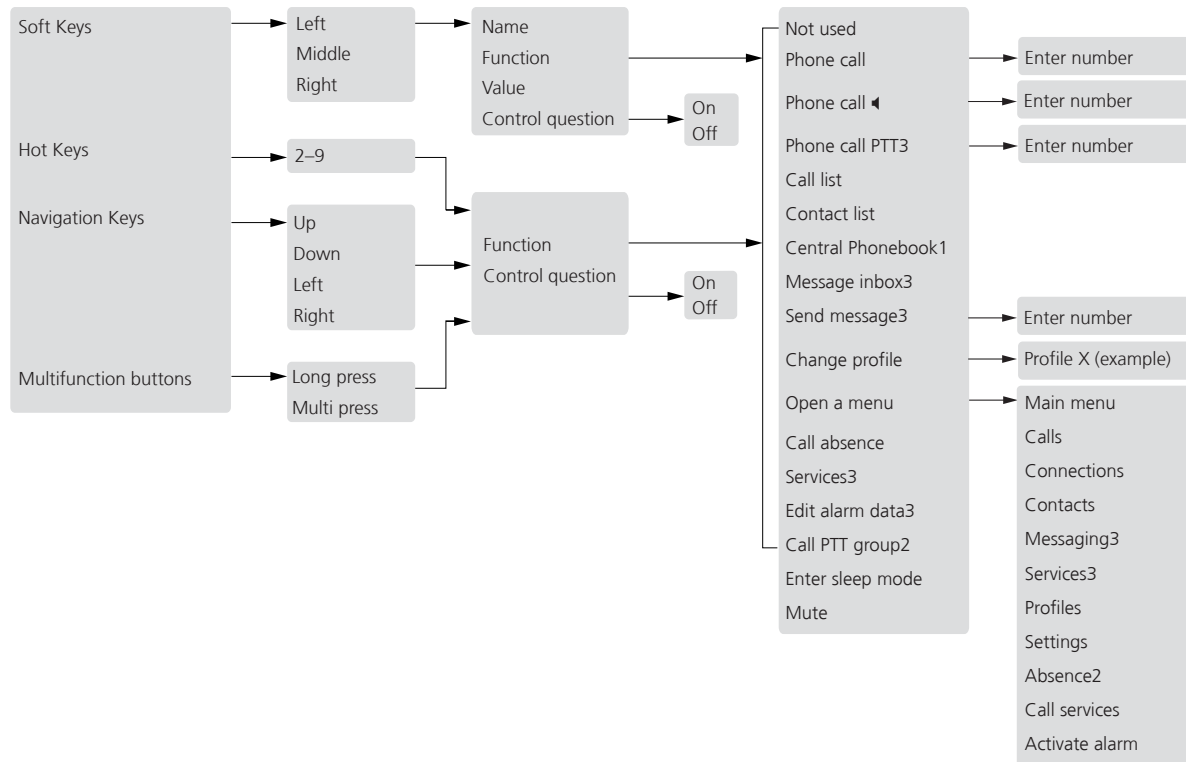 Soft Keys
Hot Keys
Navigation Keys
Multifunction buttons
Left
Middle
Right
2–9
Up
Down
Left
Right
Long press
Multi press
Name
Function
Value
Control question
On
Off
Function
Control question
On
Off
Not used
Phone call
Phone call
Phone call PTT3
Call list
Contact list
Central Phonebook1
Message inbox3
Send message3
Change profile
Open a menu
Call absence
Services3
Edit alarm data3
Call PTT group2
Enter sleep mode
Mute
Enter number
Enter number
Enter number
Enter number
Profile X (example)
Main menu
Calls
Connections
Contacts
Messaging3
Services3
Profiles
Settings
Absence2
Call services
Activate alarm